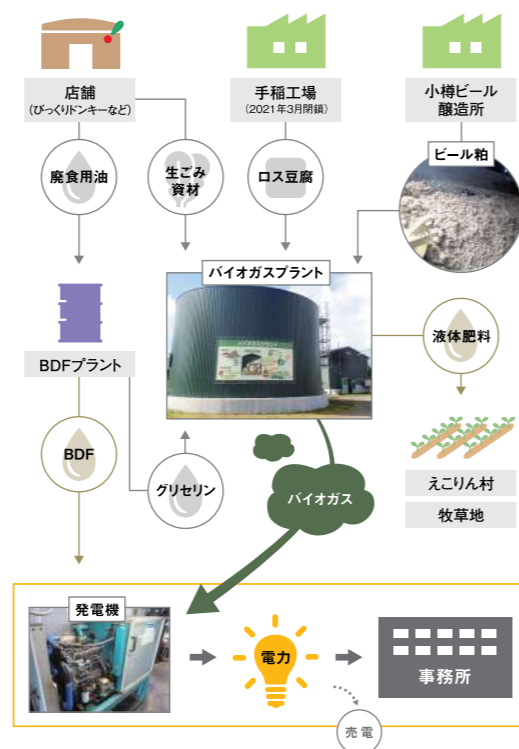 店舗
(びっくりドンキーなど)
手稲工場
(2021年3月閉鎖)
小樽ビール
醸造所
廃食用油
生ごみ
資材
ロス豆腐
ビール粕
バイオガスプラント
BDFプラント
液体肥料
BDF
グリセリン
バイオガス
えこりん村
牧草地
発電機
電力
事務所
売電